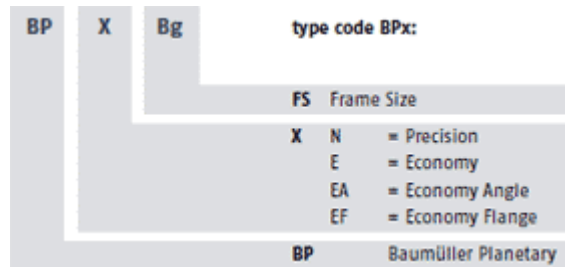 BP X Bg type code BPx:
FS Frame Size
X N = Precision
E = Economy
EA = Economy Angle
EF = Economy Flange
BP Baumüller Planetary